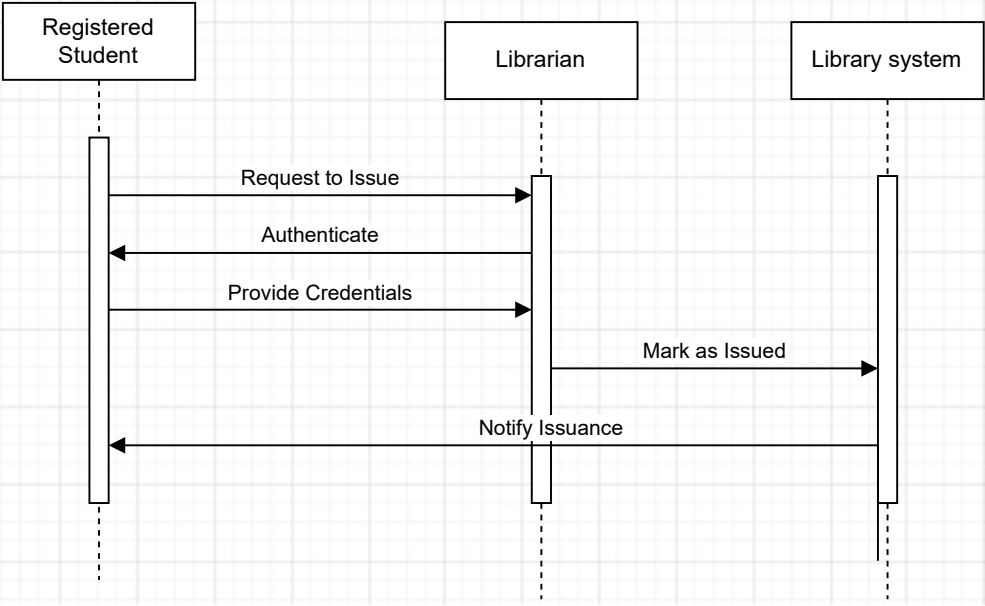 Registered
Student
Librarian
Library system
Request to Issue
Authenticate
Provide Credentials
Mark as Issued
Notify Issuance